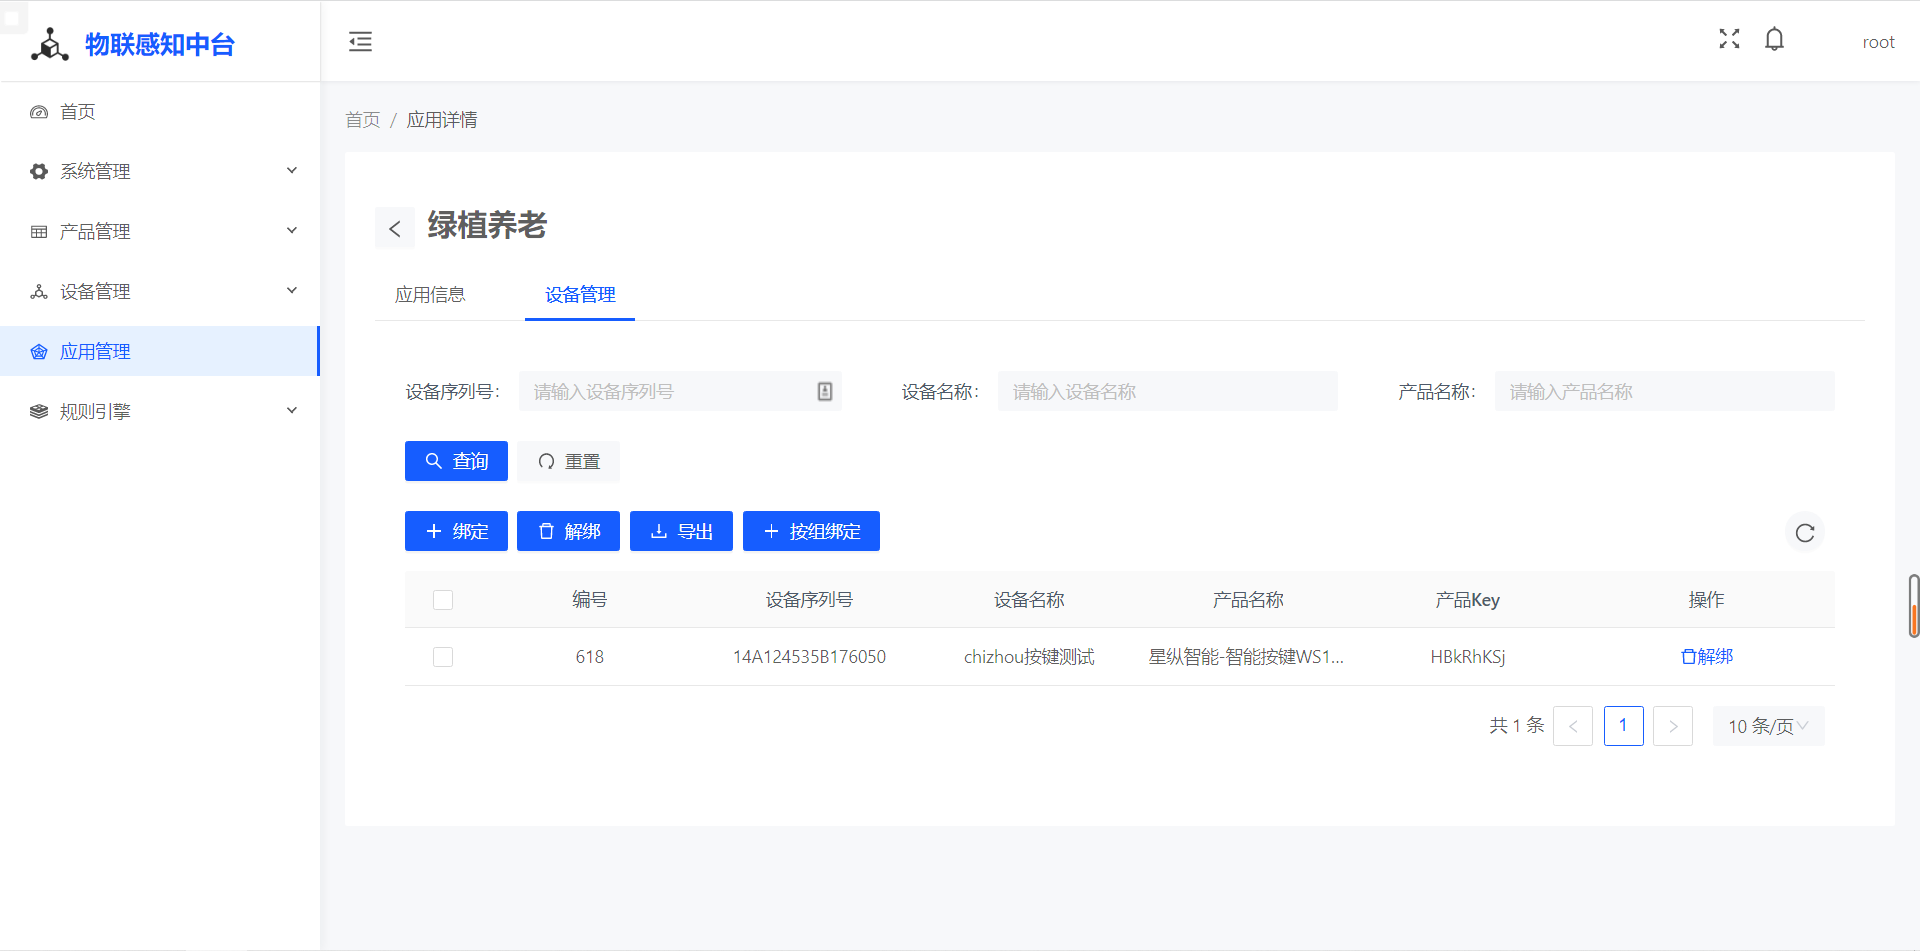 物联感知中台
root
首页
系统管理
产品管理
设备管理
应用管理
规则引擎
首页 / 应用详情
绿植养老
应用信息 设备管理
设备序列号: 请输入设备序列号 设备名称: 请输入设备名称 产品名称: 请输入产品名称
查询 重置
绑定 解绑 导出 按组绑定
编号 设备序列号 设备名称 产品名称 产品Key 操作
618 14A124535B176050 chizhou按键测试 星纵智能-智能按键WS1... HBkRhKSj 解绑
共 1 条 < 1 > 10 条/页